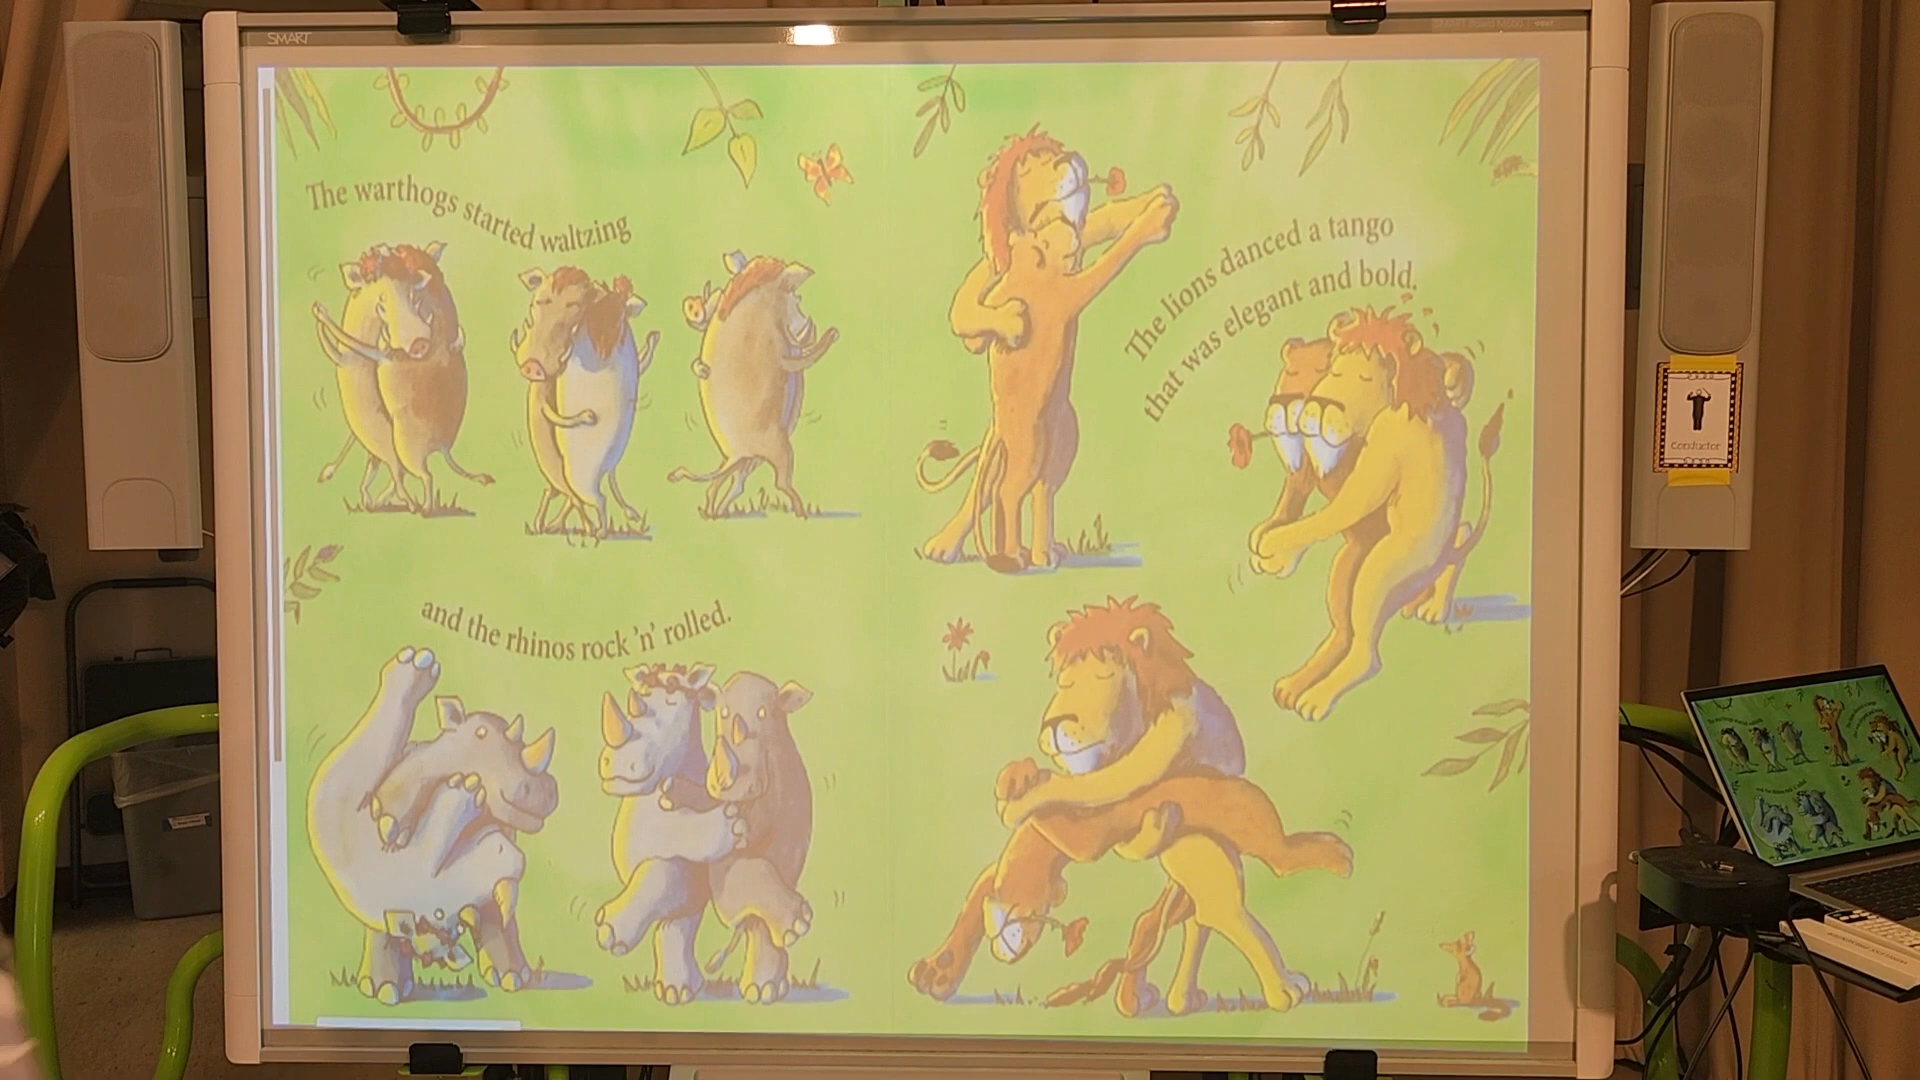 SMART
The warthogs started waltzing
and the rhinos rock 'n' rolled.
The lions danced a tango
that was elegant and bold.
Conductor